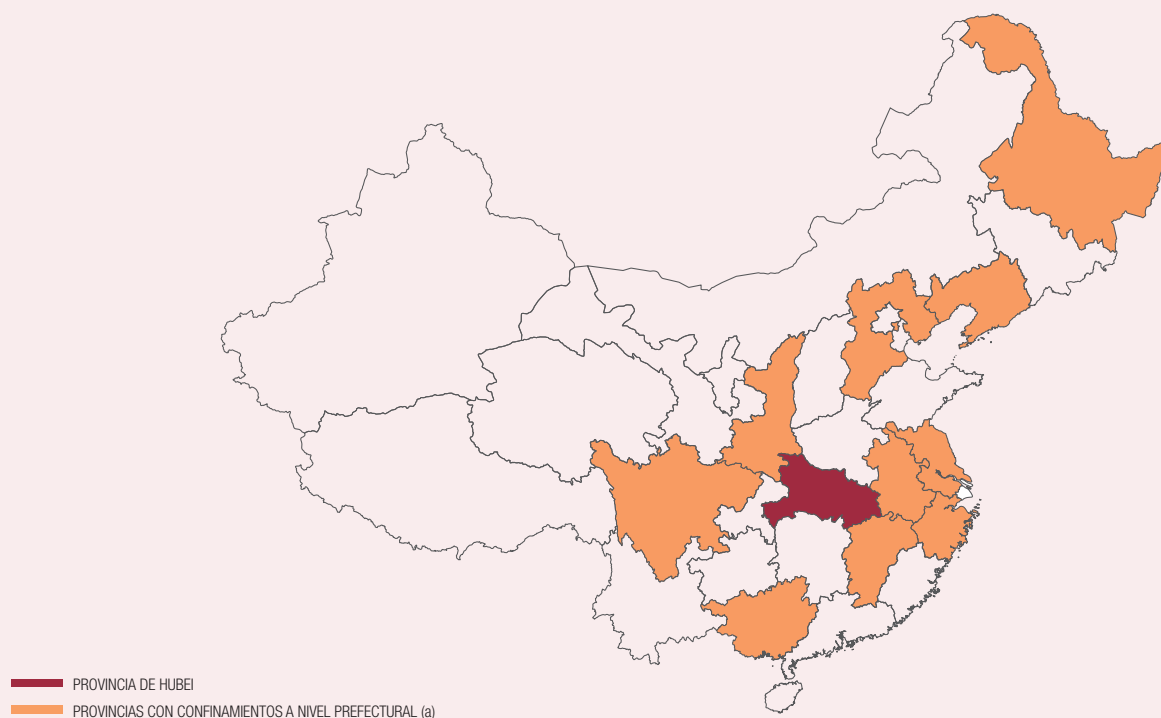 PROVINCIA DE HUBEI
PROVINCIAS CON CONFINAMIENTOS A NIVEL PREFECTURAL (a)